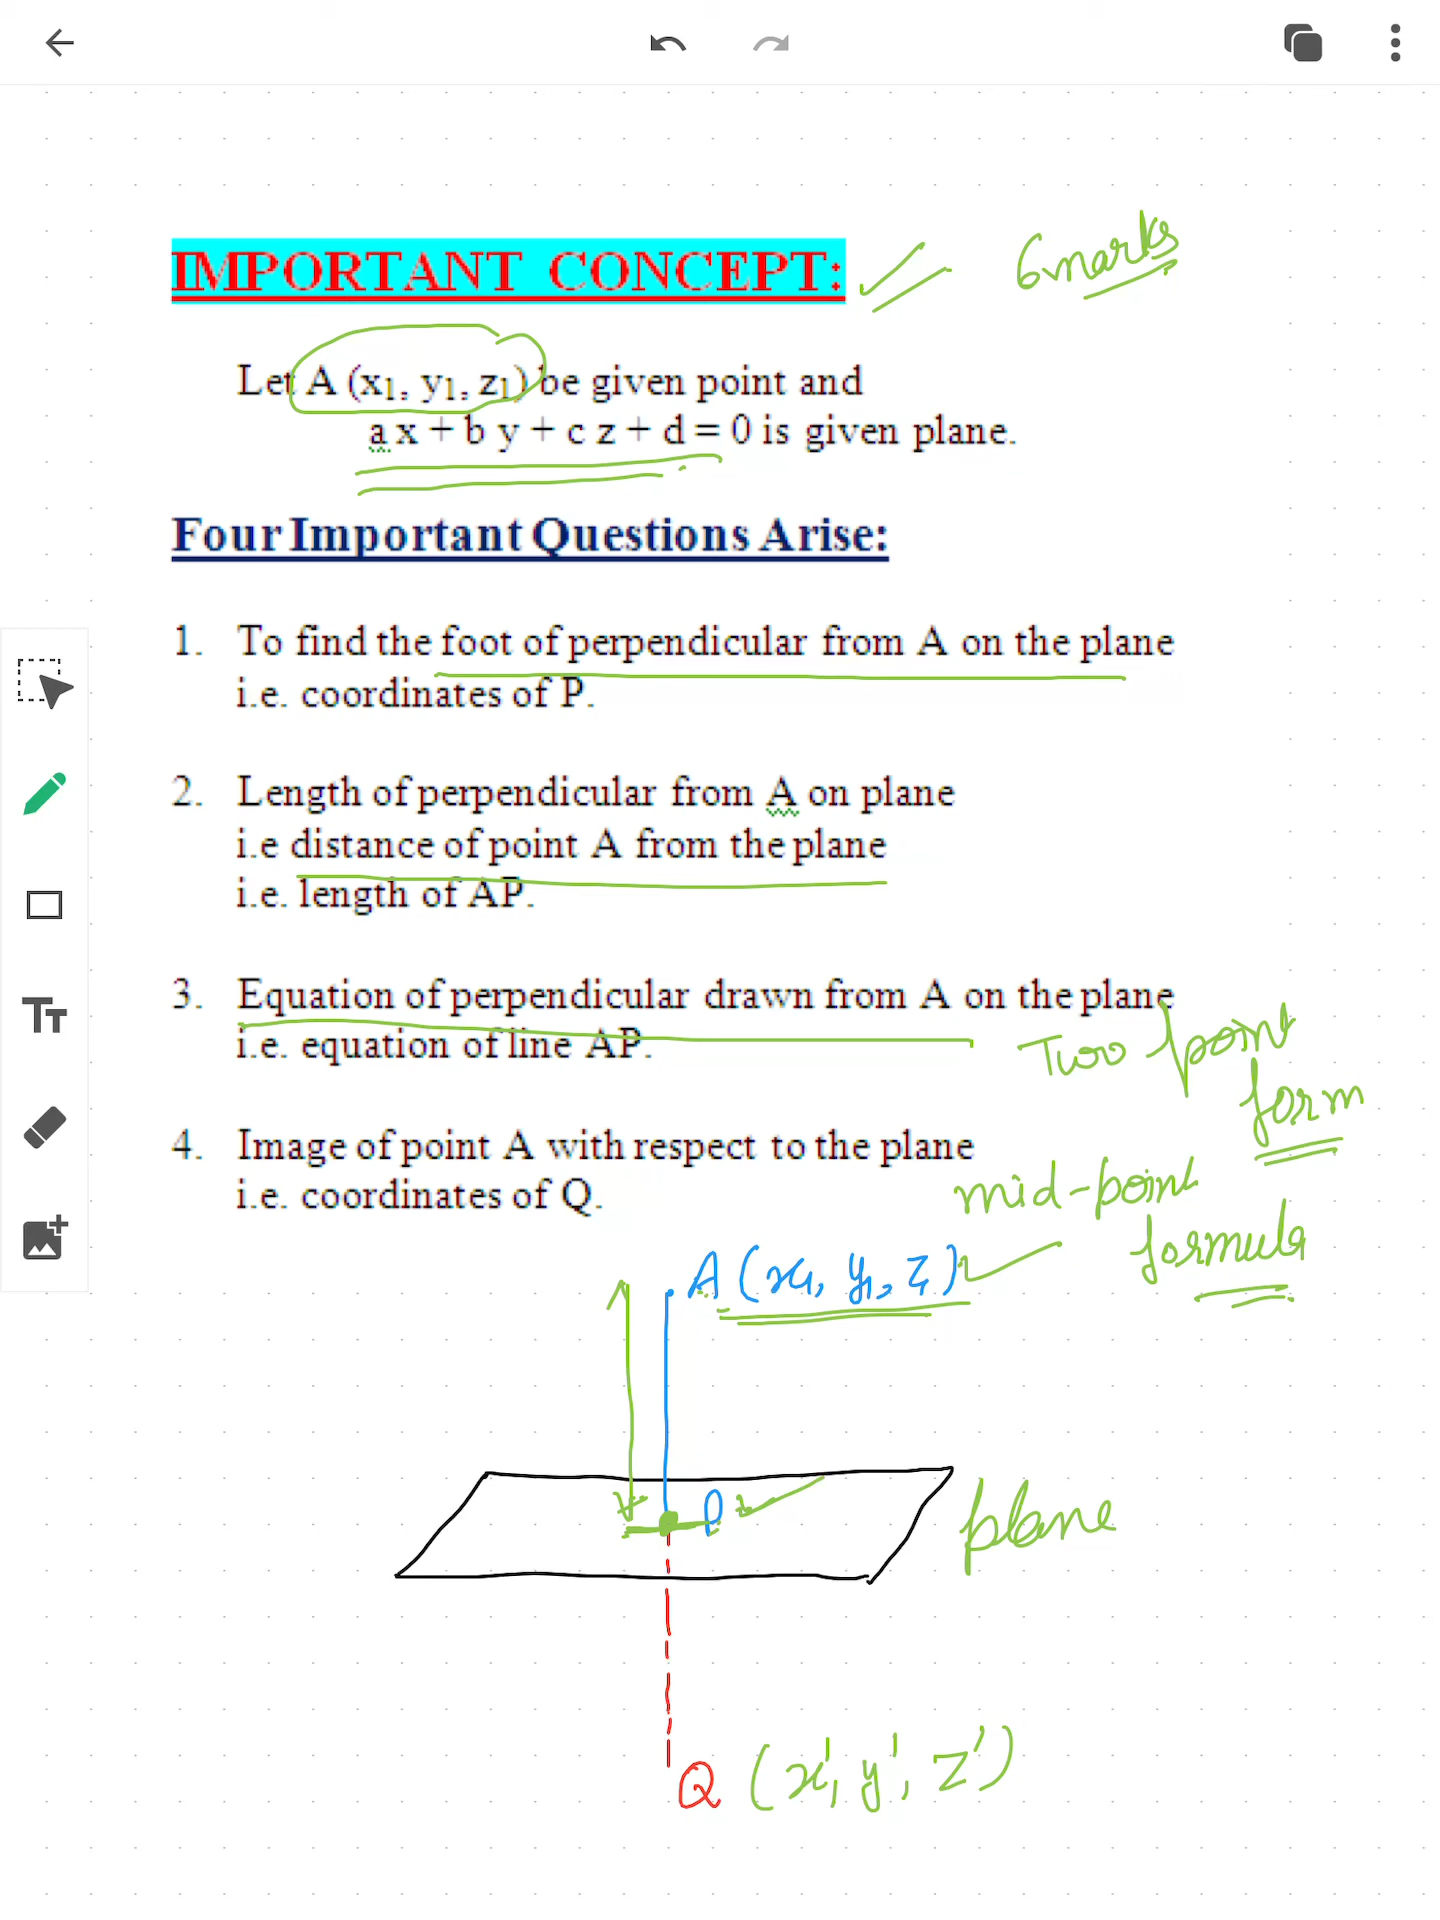 IMPORTANT CONCEPT:
6 marks
Let A (x1, y1, z1) be given point and
a x + b y + c z + d = 0 is given plane.
Four Important Questions Arise:
1. To find the foot of perpendicular from A on the plane
i.e. coordinates of P.
2. Length of perpendicular from A on plane
i.e distance of point A from the plane
i.e. length of AP.
3. Equation of perpendicular drawn from A on the plane
i.e. equation of line AP.
Two point
form
4. Image of point A with respect to the plane
i.e. coordinates of Q.
mid-point
formula
A (x1, y1, z1)
P
plane
Q (x', y', z')
TT